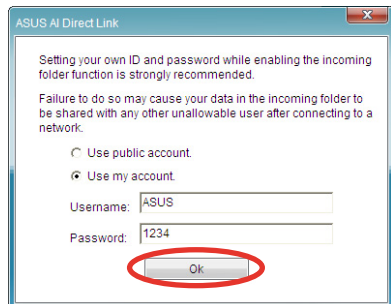 ASUS AI Direct Link
Setting your own ID and password while enabling the incoming
folder function is strongly recommended.
Failure to do so may cause your data in the incoming folder to
be shared with any other unallowable user after connecting to a
network.
Use public account.
Use my account.
Username: ASUS
Password: 1234
Ok